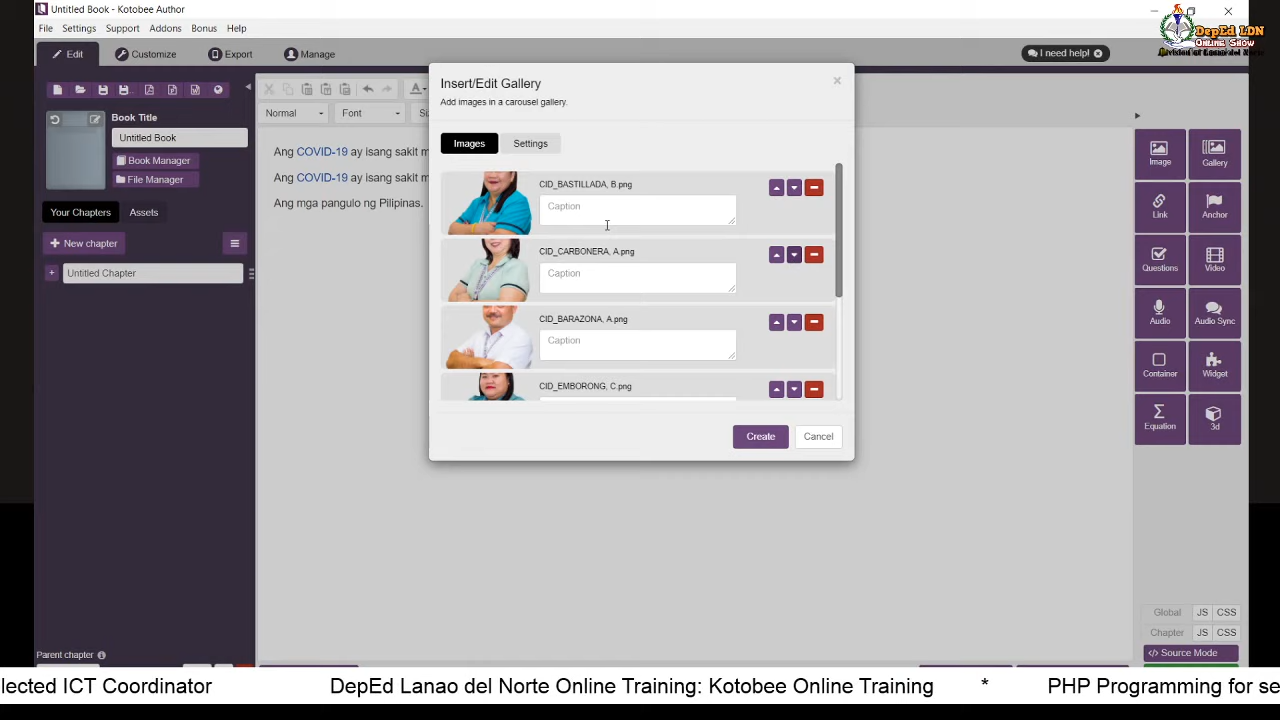 Untitled Book - Kotobee Author
File Settings Support Addons Bonus Help
DepEd LDN
Online Show
Edit Customize Export Manage
I need help!
Insert/Edit Gallery
Add images in a carousel gallery.
Book Title
Untitled Book
Book Manager
File Manager
Normal Font
Ang COVID-19 ay isang sakit m
Ang COVID-19 ay isang sakit m
Ang mga pangulo ng Pilipinas.
Images Settings
CID_BASTILLADA, B.png
Caption
CID_CARBONERA, A.png
Caption
CID_BARAZONA, A.png
Caption
CID_EMBORONG, C.png
Create Cancel
Your Chapters Assets
New chapter
Untitled Chapter
Image Gallery
Link Anchor
Questions Video
Audio Audio Sync
Container Widget
Equation 3d
Global JS CSS
Chapter JS CSS
Source Mode
Parent chapter
lected ICT Coordinator DepEd Lanao del Norte Online Training: Kotobee Online Training * PHP Programming for se